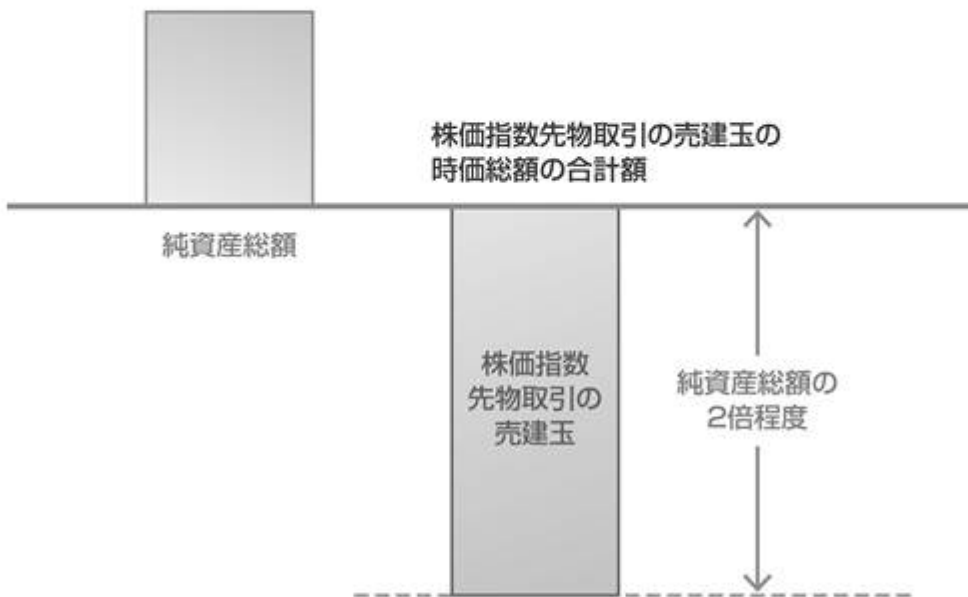 株価指数先物取引の売建玉の
時価総額の合計額
純資産総額
株価指数
先物取引の
売建玉
純資産総額の
2倍程度